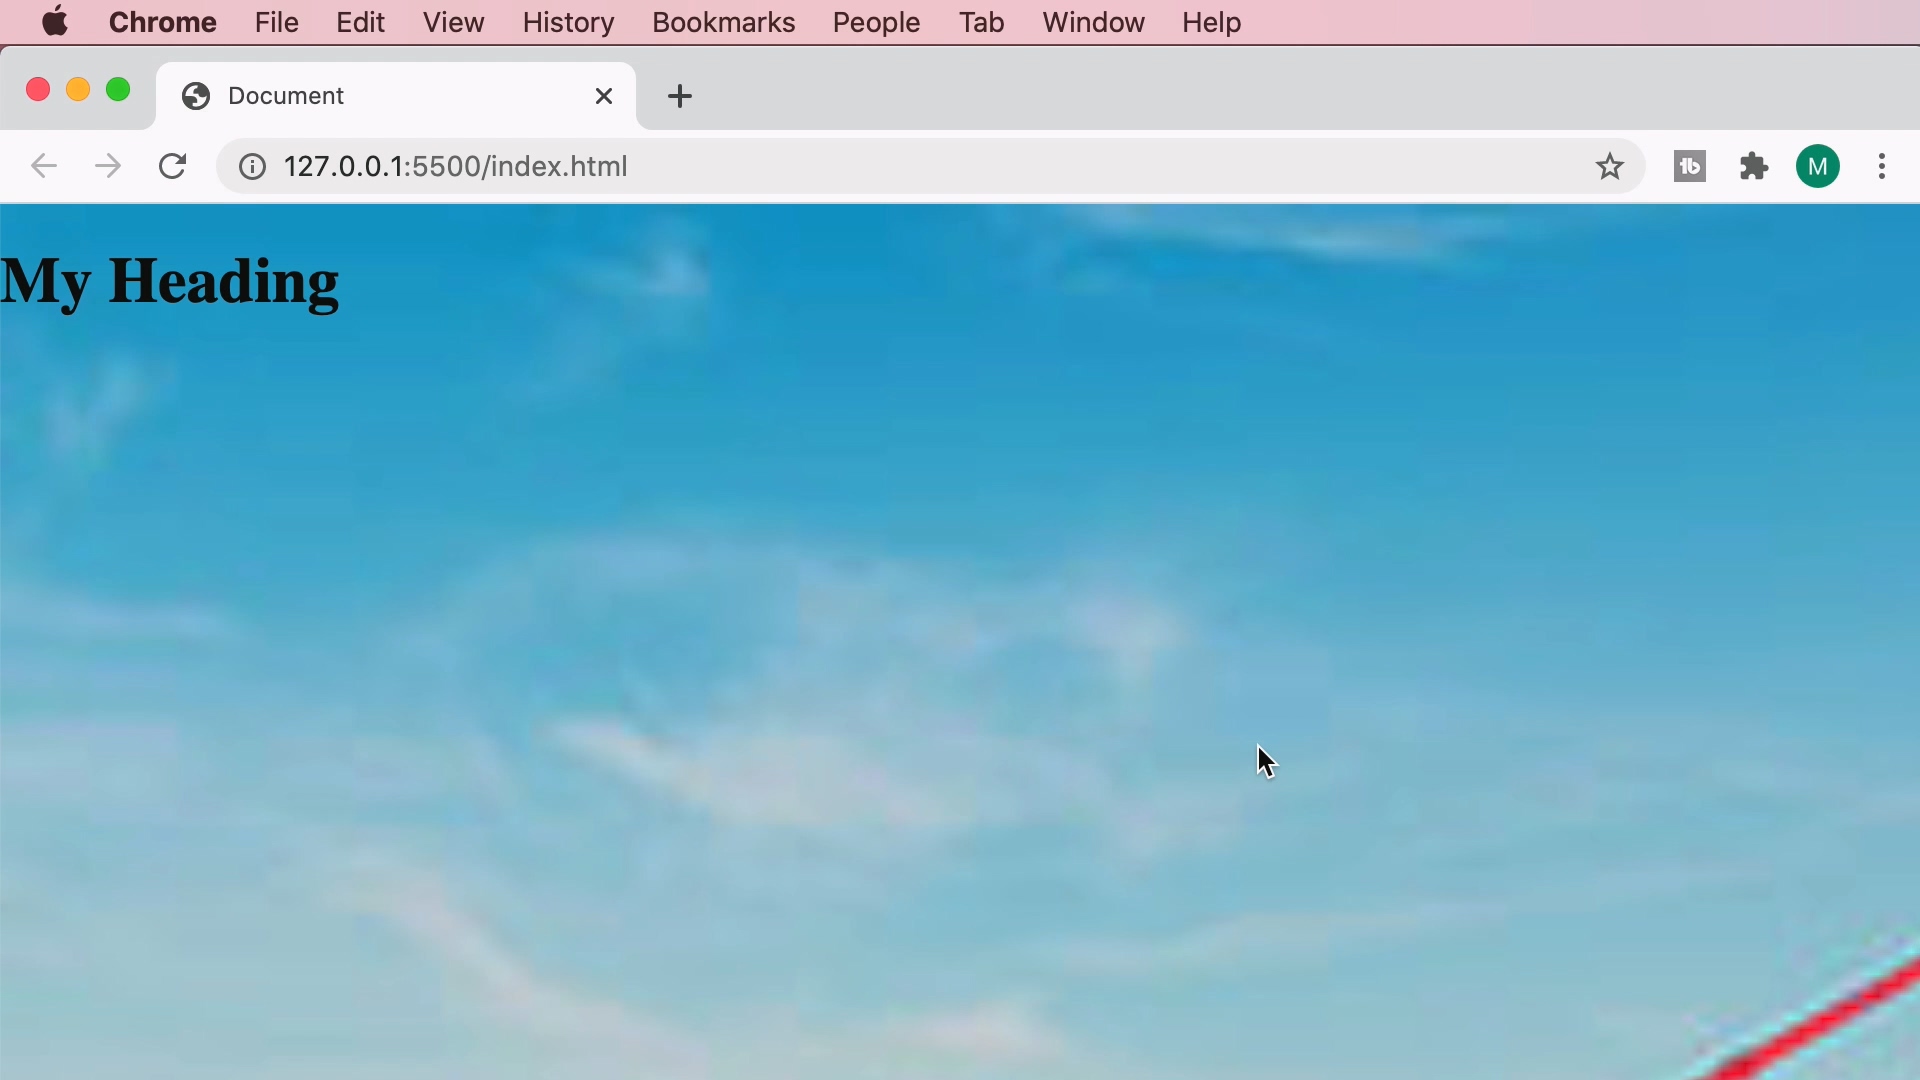 Chrome File Edit View History Bookmarks People Tab Window Help
Document
127.0.0.1:5500/index.html
tb
M
My Heading